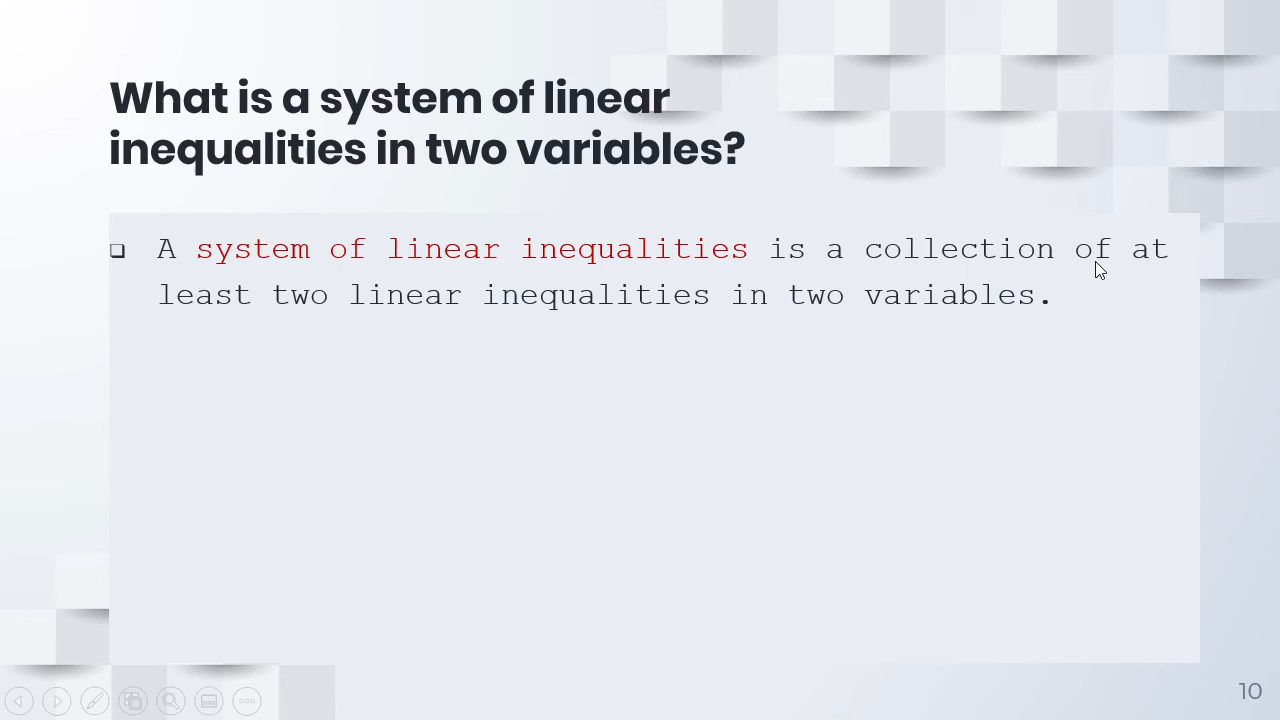 What is a system of linear
inequalities in two variables?
❑ A system of linear inequalities is a collection of at
least two linear inequalities in two variables.
10